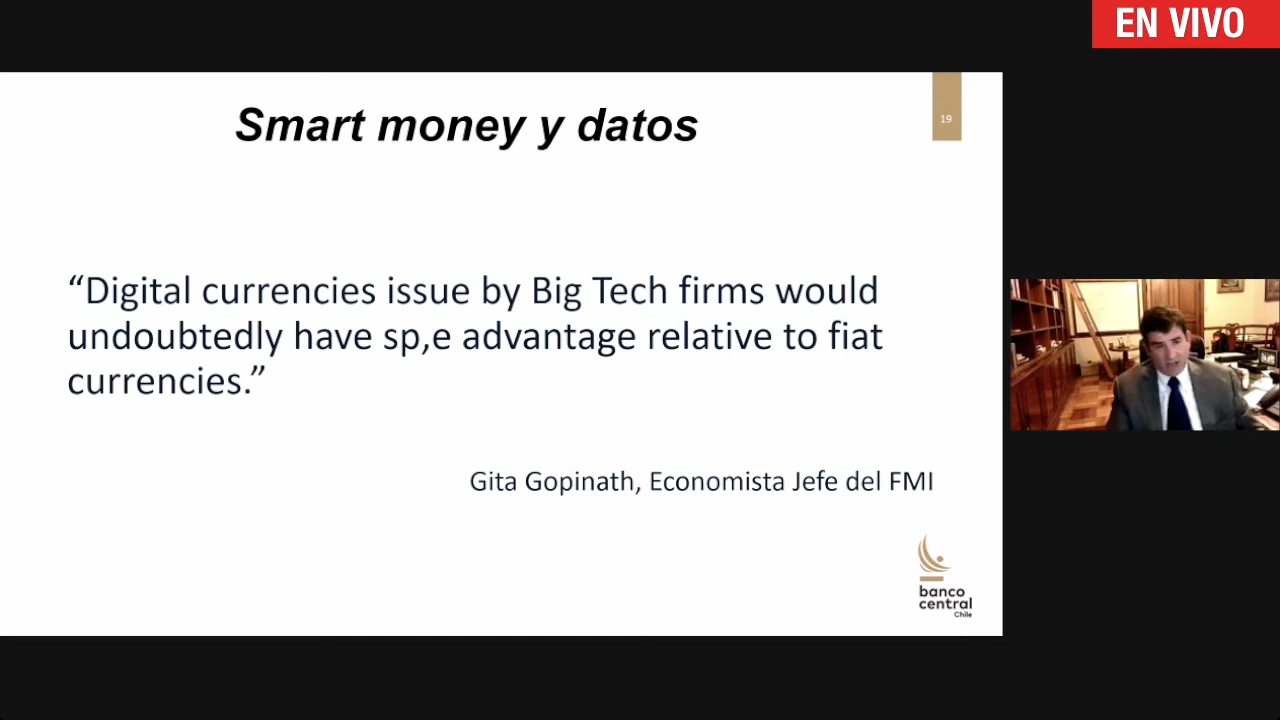 EN VIVO
Smart money y datos
19
“Digital currencies issue by Big Tech firms would
undoubtedly have sp,e advantage relative to fiat
currencies.”
Gita Gopinath, Economista Jefe del FMI
banco
central
Chile